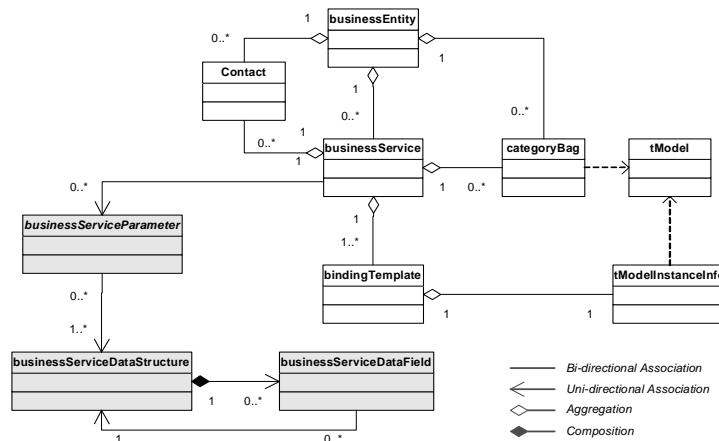 1
businessEntity
0..*
Contact
1
1
0..*
0..*
1
0..*
1
businessService
categoryBag
tModel
1
0..*
0..*
1
businessServiceParameter
1..*
bindingTemplate
tModelInstanceInfo
0..*
1
1
1..*
businessServiceDataStructure
businessServiceDataField
Bi-directional Association
1
0..*
Uni-directional Association
Aggregation
1
0..*
Composition